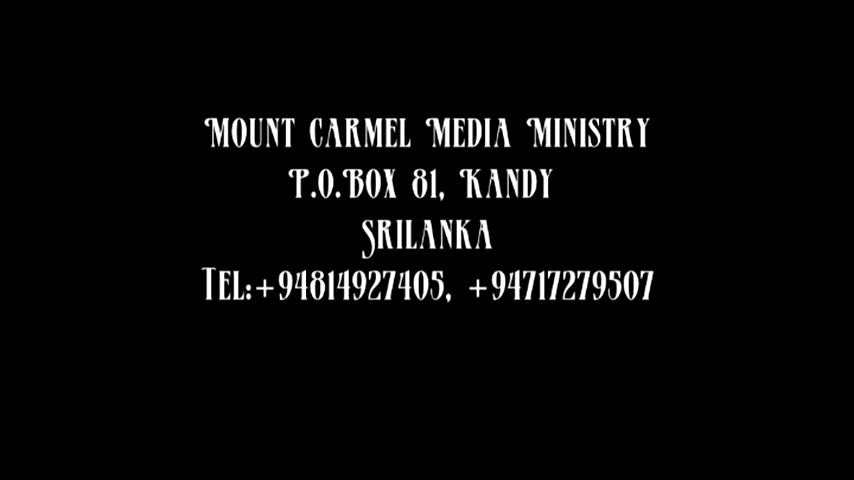 Mount Carmel Media Ministry
P.O.Box 81, Kandy
Srilanka
Tel:+94814927405, +94717279507